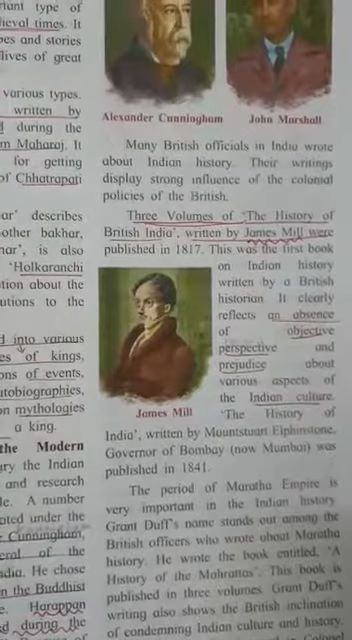 rtant type of
dieval times. It
pes and stories
lives of great
various types.
written by
d during the
m Maharaj. It
for getting
of Chhatrapati
ar' describes
other bakhar,
har', is also
'Holkaranchi
tion about the
utions to the
d into various
es of kings,
ons of events,
utobiographies,
on mythologies
a king.
the Modern
ury the Indian
and research
le. A number
ated under the
r Cunningham,
eral of the
ndia. He chose
n the Buddhist
e. Harappan
ed during the
Alexander Cunningham
John Marshall
Many British officials in India wrote
about Indian history. Their writings
display strong influence of the colonial
policies of the British.
Three Volumes of 'The History of
British India', written by James Mill were
published in 1817. This was the first book
on Indian history
written by a British
historian. It clearly
reflects an absence
of objective
perspective and
prejudice about
various aspects of
the Indian culture.
James Mill
'The History of
India', written by Mountstuart Elphinstone.
Governor of Bombay (now Mumbai) was
published in 1841.
The period of Maratha Empire is
very important in the Indian history
Grant Duff's name stands out among the
British officers who wrote about Maratha
history. He wrote the book entitled, 'A
History of the Mahrattas'. This book is
published in three volumes. Grant Duff's
writing also shows the British inclination
of condemning Indian culture and history.